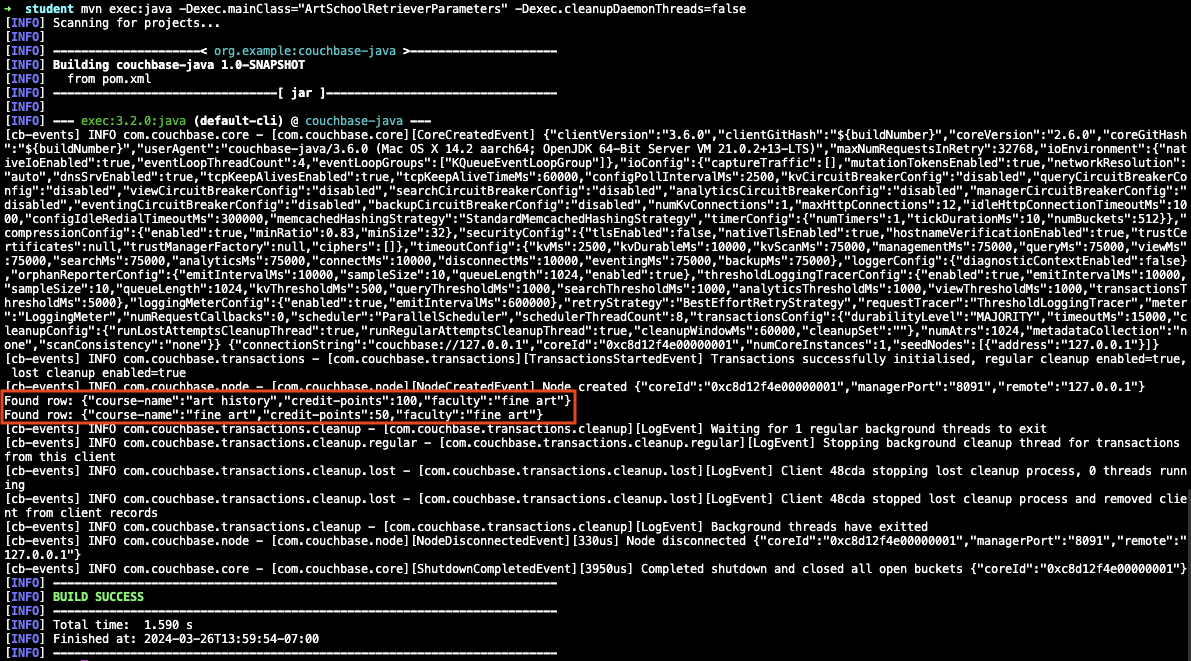 →  student mvn exec:java -Dexec.mainClass="ArtSchoolRetrieverParameters" -Dexec.cleanupDaemonThreads=false
[INFO] Scanning for projects...
[INFO]
[INFO] ----------------------< org.example:couchbase-java >----------------------
[INFO] Building couchbase-java 1.0-SNAPSHOT
[INFO]   from pom.xml
[INFO] --------------------------------[ jar ]---------------------------------
[INFO]
[INFO] --- exec:3.2.0:java (default-cli) @ couchbase-java ---
[cb-events] INFO com.couchbase.core - [com.couchbase.core][CoreCreatedEvent] {"clientVersion":"3.6.0","clientGitHash":"${buildNumber}","coreVersion":"2.6.0","coreGitHash
":"${buildNumber}","userAgent":"couchbase-java/3.6.0 (Mac OS X 14.2 aarch64; OpenJDK 64-Bit Server VM 21.0.2+13-LTS)","maxNumRequestsInRetry":32768,"ioEnvironment":{"nat
iveIoEnabled":true,"eventLoopThreadCount":4,"eventLoopGroups":["KQueueEventLoopGroup"]},"ioConfig":{"captureTraffic":[],"mutationTokensEnabled":true,"networkResolution":
"auto","dnsSrvEnabled":true,"tcpKeepAlivesEnabled":true,"tcpKeepAliveTimeMs":60000,"configPollIntervalMs":2500,"kvCircuitBreakerConfig":"disabled","queryCircuitBreakerCo
nfig":"disabled","viewCircuitBreakerConfig":"disabled","searchCircuitBreakerConfig":"disabled","analyticsCircuitBreakerConfig":"disabled","managerCircuitBreakerConfig":"
disabled","eventingCircuitBreakerConfig":"disabled","backupCircuitBreakerConfig":"disabled","numKvConnections":1,"maxHttpConnections":12,"idleHttpConnectionTimeoutMs":10
00,"configIdleRedialTimeoutMs":300000,"memcachedHashingStrategy":"StandardMemcachedHashingStrategy","timerConfig":{"numTimers":1,"tickDurationMs":10,"numBuckets":512}},"
compressionConfig":{"enabled":true,"minRatio":0.83,"minSize":32},"securityConfig":{"tlsEnabled":false,"nativeTlsEnabled":true,"hostnameVerificationEnabled":true,"trustCe
rtificates":null,"trustManagerFactory":null,"ciphers":[]},"timeoutConfig":{"kvMs":2500,"kvDurableMs":10000,"kvScanMs":75000,"managementMs":75000,"queryMs":75000,"viewMs"
:75000,"searchMs":75000,"analyticsMs":75000,"connectMs":10000,"disconnectMs":10000,"eventingMs":75000,"backupMs":75000},"loggerConfig":{"diagnosticContextEnabled":false}
,"orphanReporterConfig":{"emitIntervalMs":10000,"sampleSize":10,"queueLength":1024,"enabled":true},"thresholdLoggingTracerConfig":{"enabled":true,"emitIntervalMs":10000,
"sampleSize":10,"queueLength":1024,"kvThresholdMs":500,"queryThresholdMs":1000,"searchThresholdMs":1000,"analyticsThresholdMs":1000,"viewThresholdMs":1000,"transactionsT
hresholdMs":5000},"loggingMeterConfig":{"enabled":true,"emitIntervalMs":600000},"retryStrategy":"BestEffortRetryStrategy","requestTracer":"ThresholdLoggingTracer","meter
":"LoggingMeter","numRequestCallbacks":0,"scheduler":"ParallelScheduler","schedulerThreadCount":8,"transactionsConfig":{"durabilityLevel":"MAJORITY","timeoutMs":15000,"c
leanupConfig":{"runLostAttemptsCleanupThread":true,"runRegularAttemptsCleanupThread":true,"cleanupWindowMs":60000,"cleanupSet":""},"numAtrs":1024,"metadataCollection":"n
one","scanConsistency":"none"}} {"connectionString":"couchbase://127.0.0.1","coreId":"0xc8d12f4e00000001","numCoreInstances":1,"seedNodes":[{"address":"127.0.0.1"}]}
[cb-events] INFO com.couchbase.transactions - [com.couchbase.transactions][TransactionsStartedEvent] Transactions successfully initialised, regular cleanup enabled=true,
 lost cleanup enabled=true
[cb-events] INFO com.couchbase.node - [com.couchbase.node][NodeCreatedEvent] Node created {"coreId":"0xc8d12f4e00000001","managerPort":"8091","remote":"127.0.0.1"}
Found row: {"course-name":"art history","credit-points":100,"faculty":"fine art"}
Found row: {"course-name":"fine art","credit-points":50,"faculty":"fine art"}
[cb-events] INFO com.couchbase.transactions.cleanup - [com.couchbase.transactions.cleanup][LogEvent] Waiting for 1 regular background threads to exit
[cb-events] INFO com.couchbase.transactions.cleanup.regular - [com.couchbase.transactions.cleanup.regular][LogEvent] Stopping background cleanup thread for transactions
from this client
[cb-events] INFO com.couchbase.transactions.cleanup.lost - [com.couchbase.transactions.cleanup.lost][LogEvent] Client 48cda stopping lost cleanup process, 0 threads runn
ing
[cb-events] INFO com.couchbase.transactions.cleanup.lost - [com.couchbase.transactions.cleanup.lost][LogEvent] Client 48cda stopped lost cleanup process and removed clie
nt from client records
[cb-events] INFO com.couchbase.transactions.cleanup - [com.couchbase.transactions.cleanup][LogEvent] Background threads have exitted
[cb-events] INFO com.couchbase.node - [com.couchbase.node][NodeDisconnectedEvent][330us] Node disconnected {"coreId":"0xc8d12f4e00000001","managerPort":"8091","remote":"
127.0.0.1"}
[cb-events] INFO com.couchbase.core - [com.couchbase.core][ShutdownCompletedEvent][3950us] Completed shutdown and closed all open buckets {"coreId":"0xc8d12f4e00000001"}
[INFO] ------------------------------------------------------------------------
[INFO] BUILD SUCCESS
[INFO] ------------------------------------------------------------------------
[INFO] Total time:  1.590 s
[INFO] Finished at: 2024-03-26T13:59:54-07:00
[INFO] ------------------------------------------------------------------------